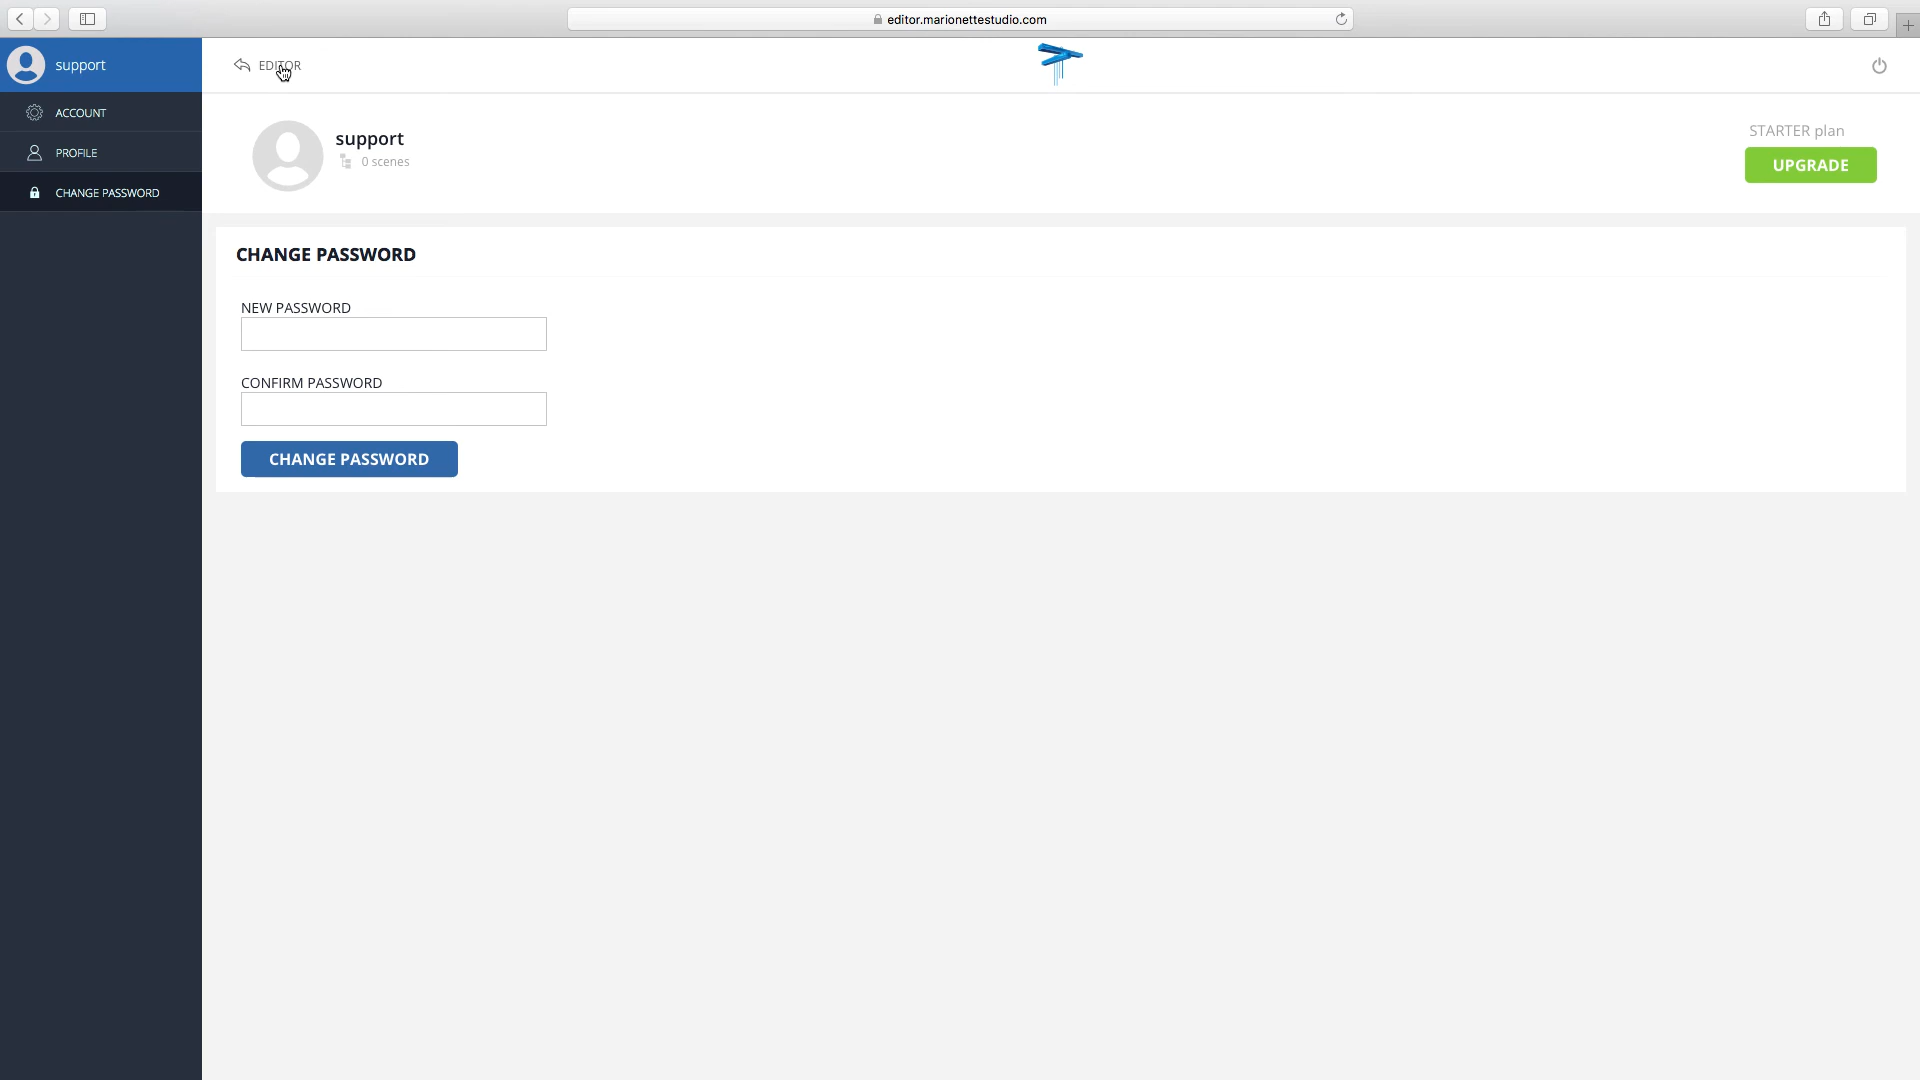 editor.marionettestudio.com
support
EDITOR
ACCOUNT
PROFILE
CHANGE PASSWORD
support
0 scenes
STARTER plan
UPGRADE
CHANGE PASSWORD
NEW PASSWORD
CONFIRM PASSWORD
CHANGE PASSWORD